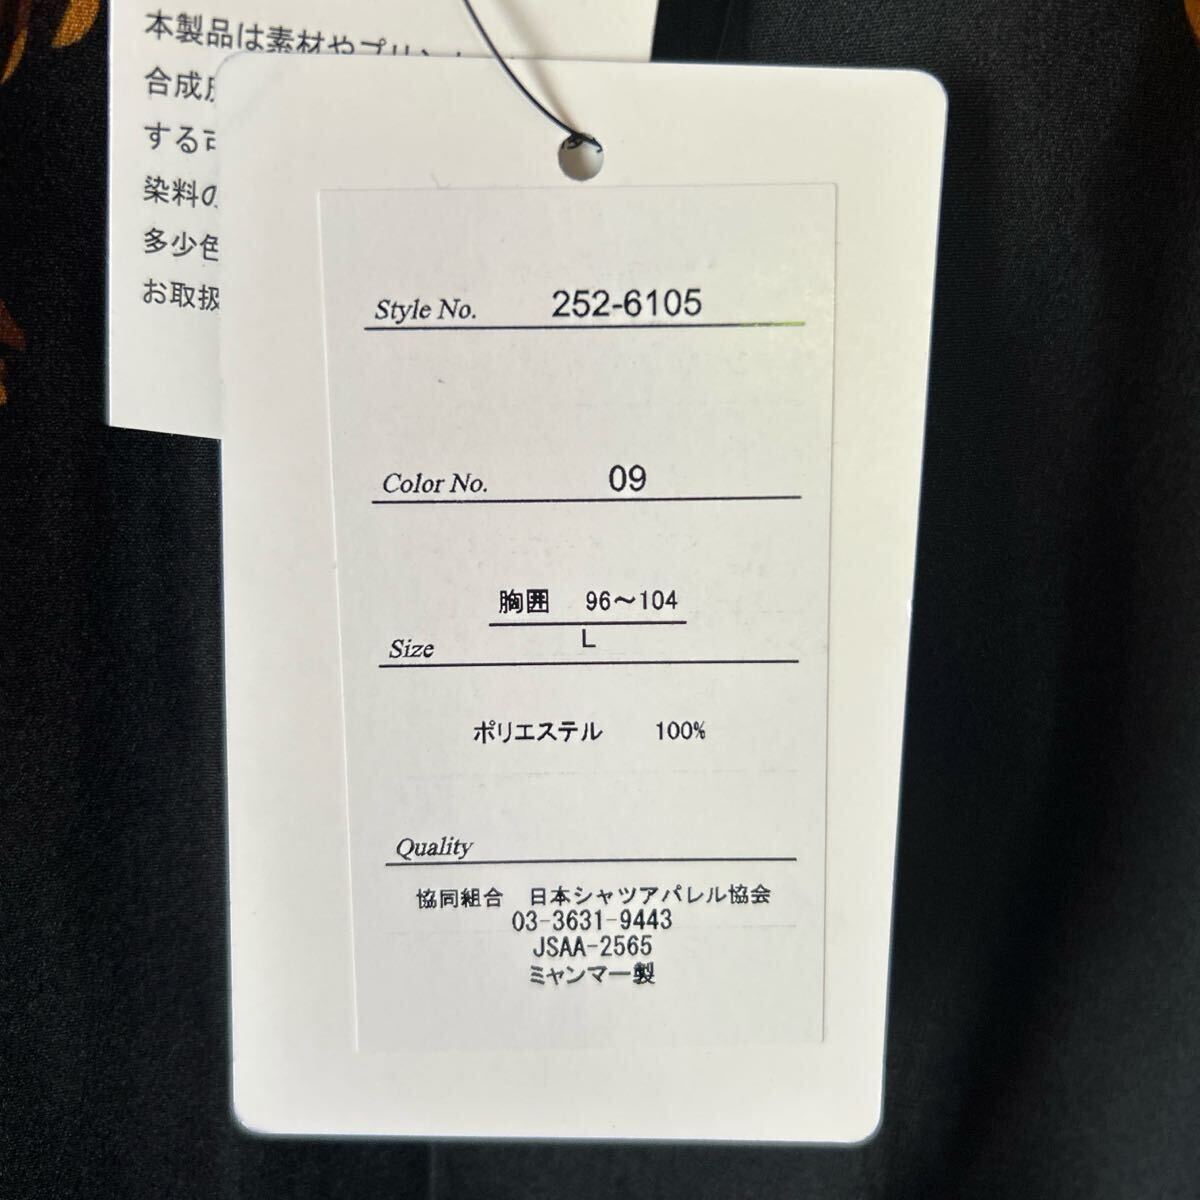 本製品は素材やプリント
合成
する
染料の
多少色
お取扱
Style No. 252-6105
Color No. 09
胸囲 96～104
L
Size
ポリエステル 100%
Quality
協同組合 日本シャツアパレル協会
03-3631-9443
JSAA-2565
ミャンマー製